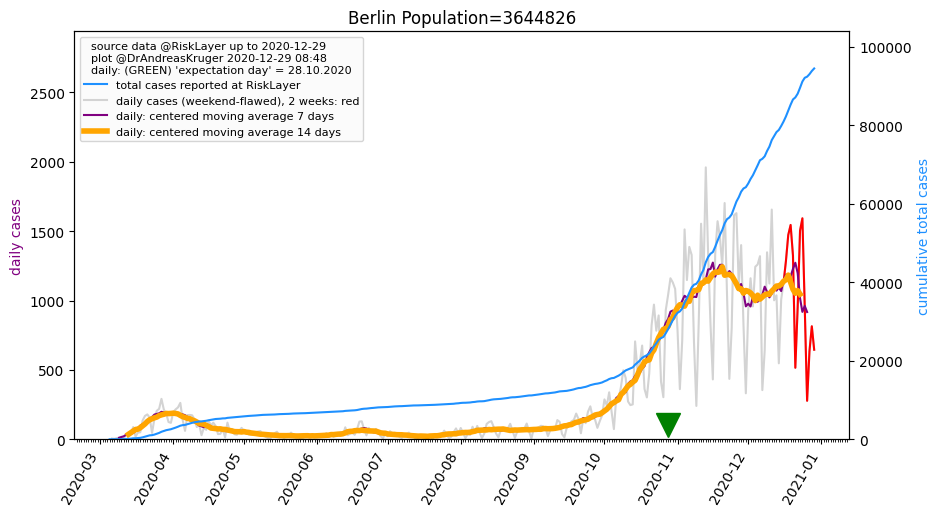 Berlin Population=3644826
source data @RiskLayer up to 2020-12-29
plot @DrAndreasKruger 2020-12-29 08:48
daily: (GREEN) 'expectation day' = 28.10.2020
total cases reported at RiskLayer
daily cases (weekend-flawed), 2 weeks: red
daily: centered moving average 7 days
daily: centered moving average 14 days
daily cases
2500
2000
1500
1000
500
0
100000
80000
60000
40000
20000
0
cumulative total cases
2020-03
2020-04
2020-05
2020-06
2020-07
2020-08
2020-09
2020-10
2020-11
2020-12
2021-01